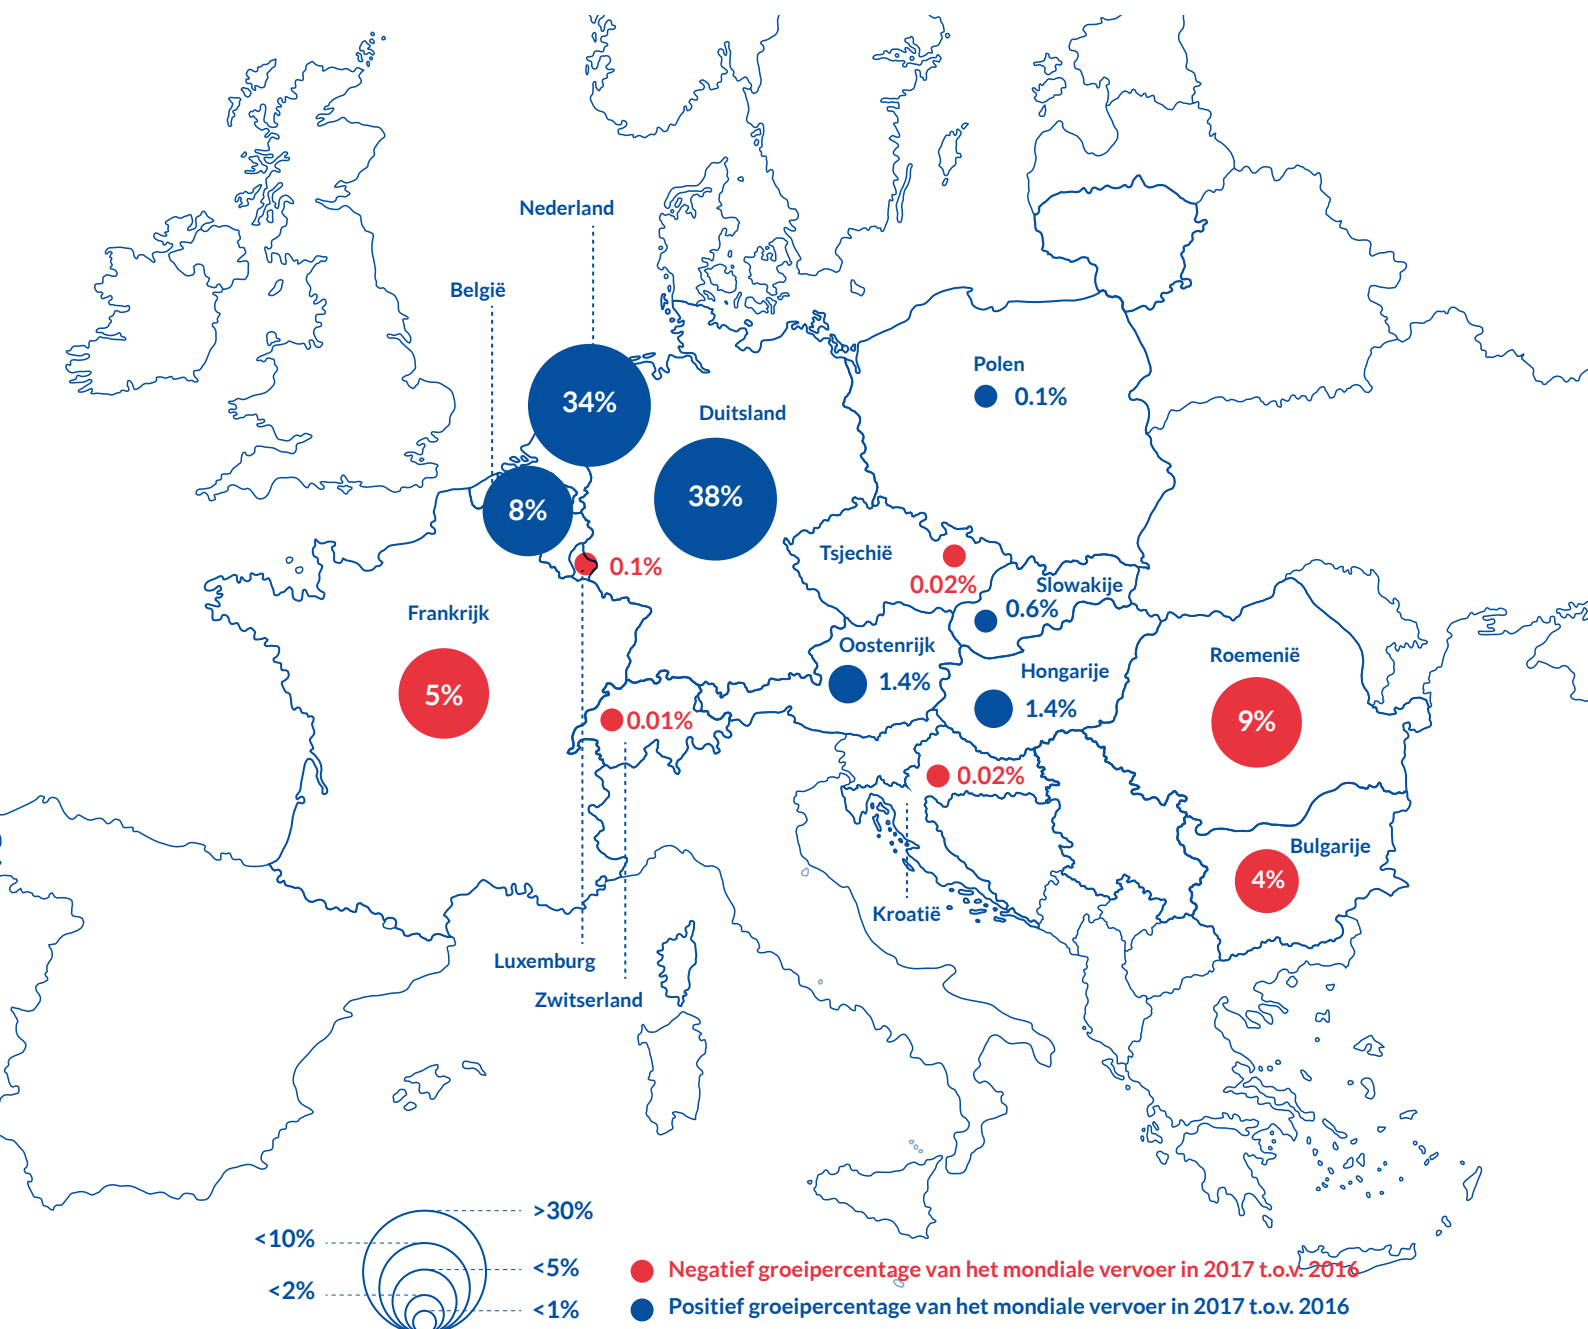 Nederland
België
34%
Polen
0.1%
Duitsland
38%
8%
0.1%
Tsjechië
0.02%
Slowakije
0.6%
Frankrijk
5%
Oostenrijk
1.4%
Hongarije
1.4%
Roemenië
9%
0.01%
0.02%
Bulgarije
4%
Kroatië
Luxemburg
Zwitserland
>30%
<10%
<5%
<2%
<1%
Negatief groeipercentage van het mondiale vervoer in 2017 t.o.v. 2016
Positief groeipercentage van het mondiale vervoer in 2017 t.o.v. 2016